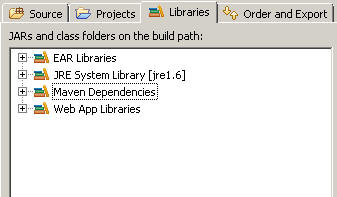 Source Projects Libraries Order and Export
JARs and class folders on the build path:
EAR Libraries
JRE System Library [jre1.6]
Maven Dependencies
Web App Libraries